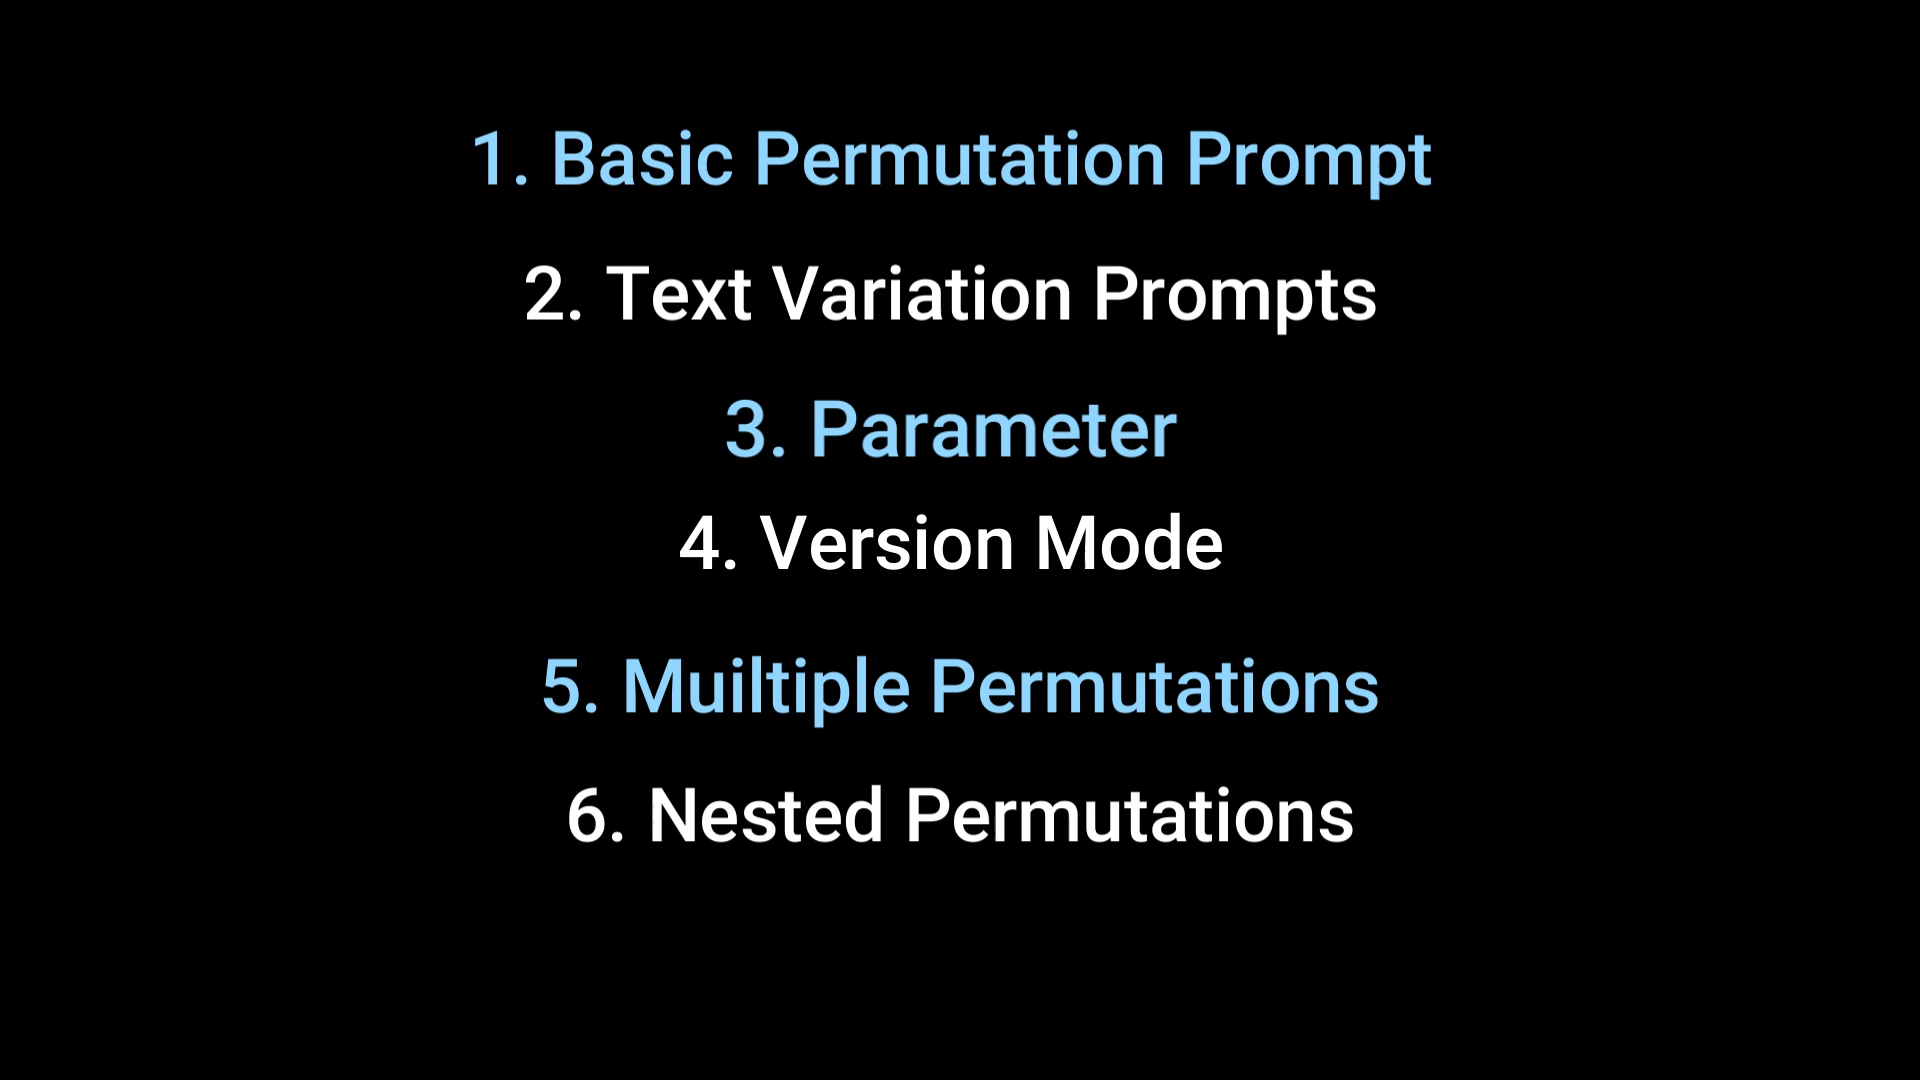 1. Basic Permutation Prompt
2. Text Variation Prompts
3. Parameter
4. Version Mode
5. Muiltiple Permutations
6. Nested Permutations